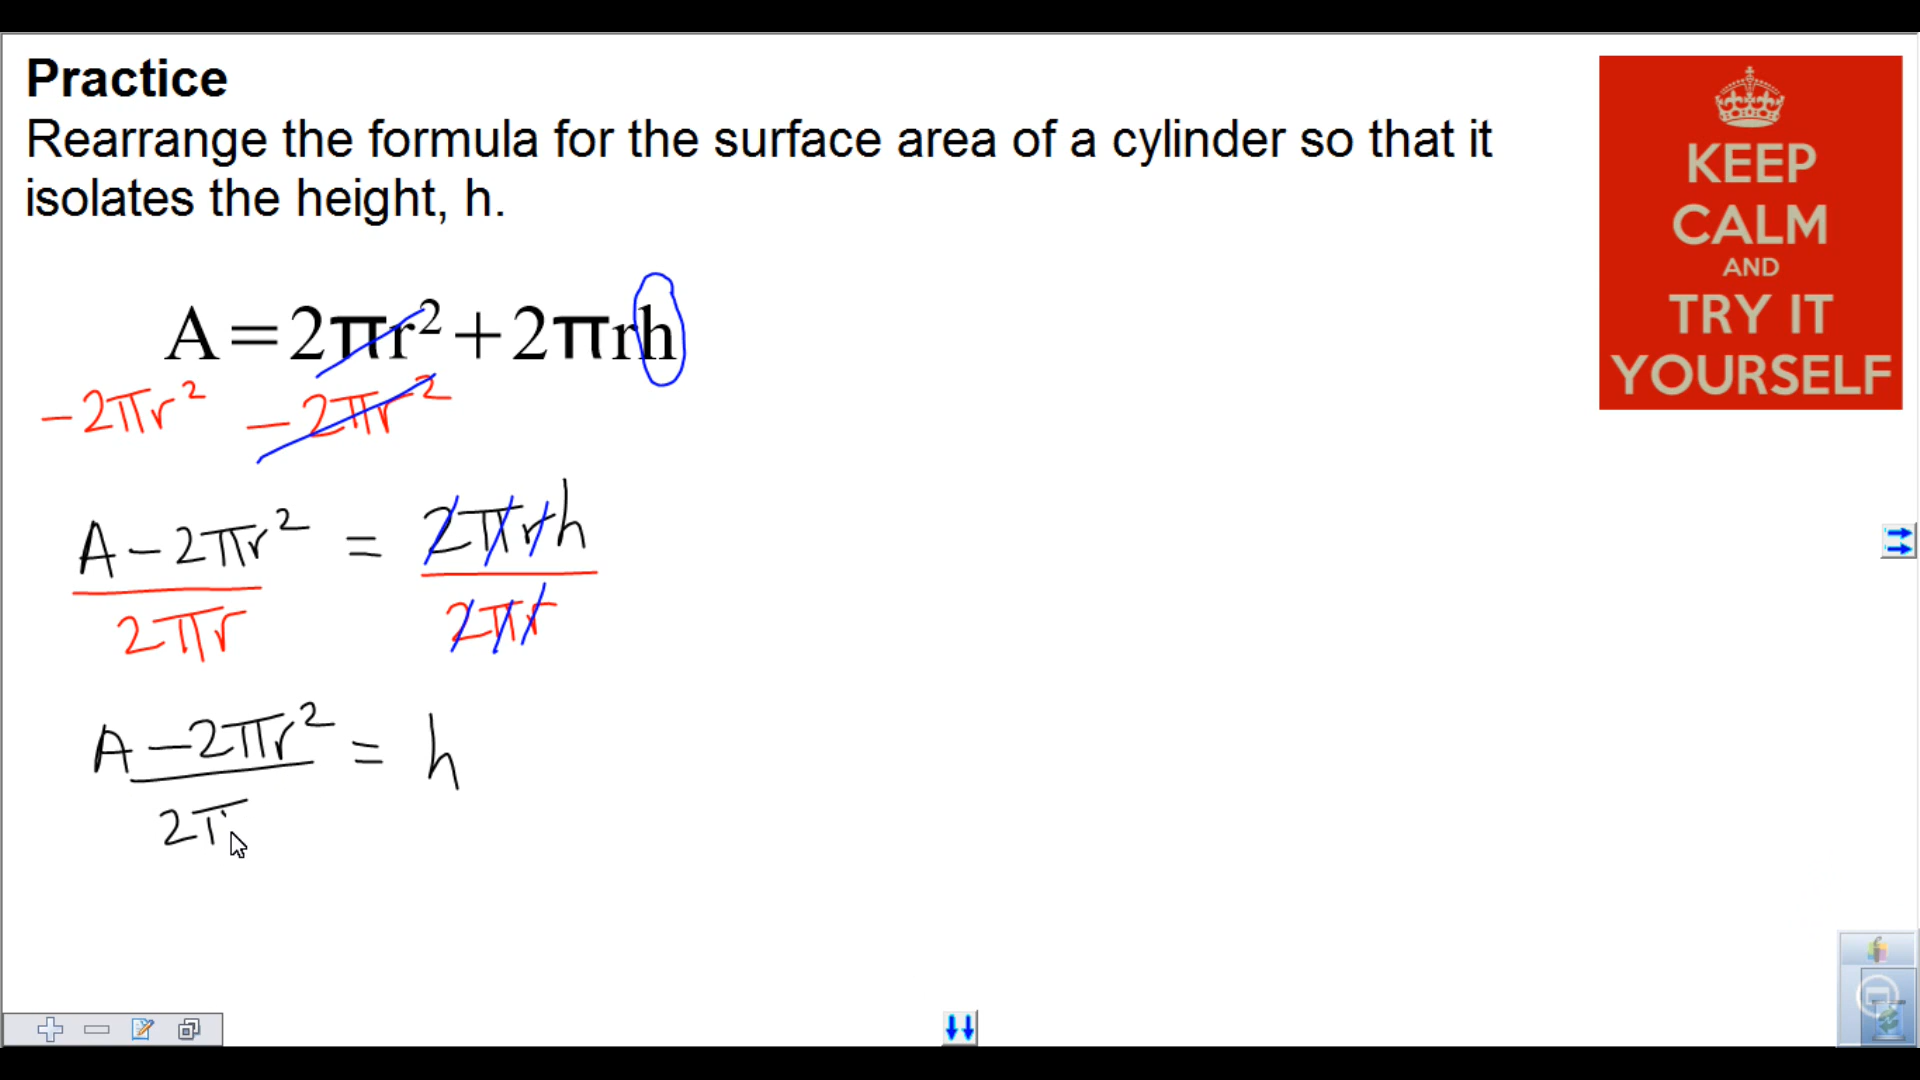 Practice
Rearrange the formula for the surface area of a cylinder so that it
isolates the height, h.
A=2πr²+2πrh
-2πr² -2πr²
A-2πr² = 2πrh
2πr 2πr
A-2πr² = h
2π
KEEP
CALM
AND
TRY IT
YOURSELF